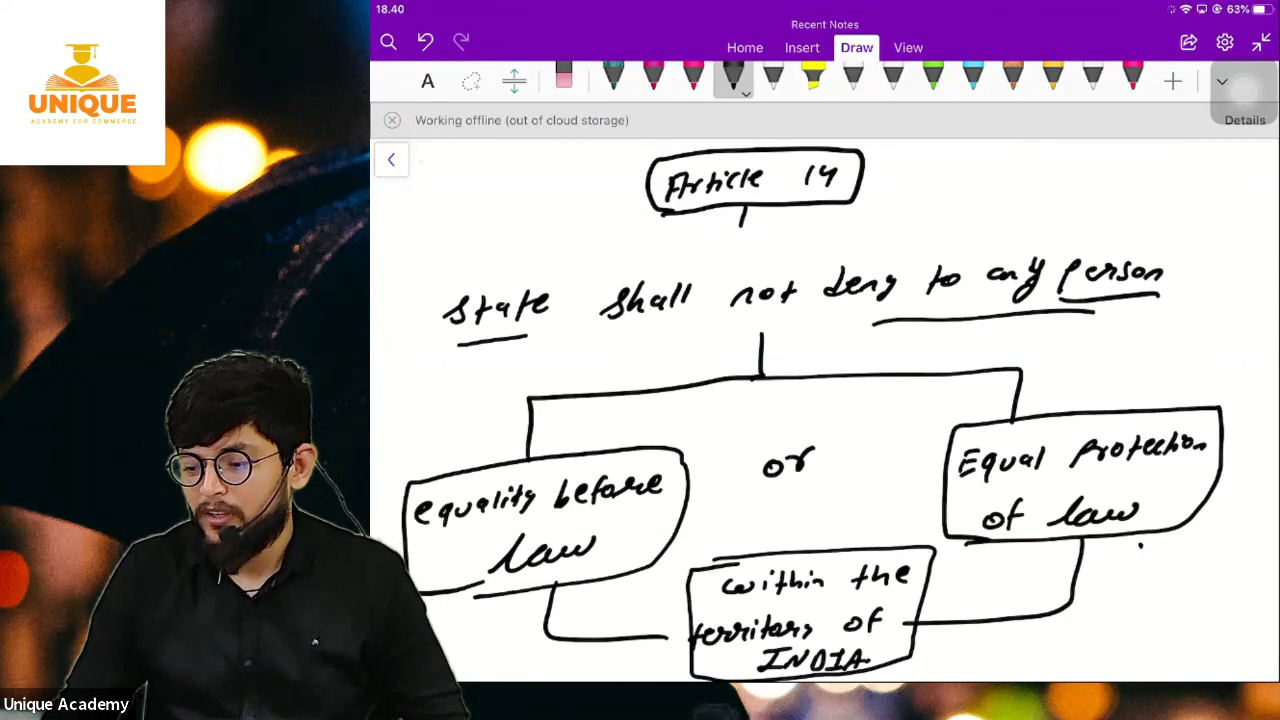 18.40
63%
Recent Notes
Home Insert Draw View
A
Working offline (out of cloud storage)
Details
UNIQUE
ACADEMY FOR COMMERCE
Article 14
State shall not deny to any person
equality before
law
or
Equal protection
of law
within the
territory of
INDIA
Unique Academy